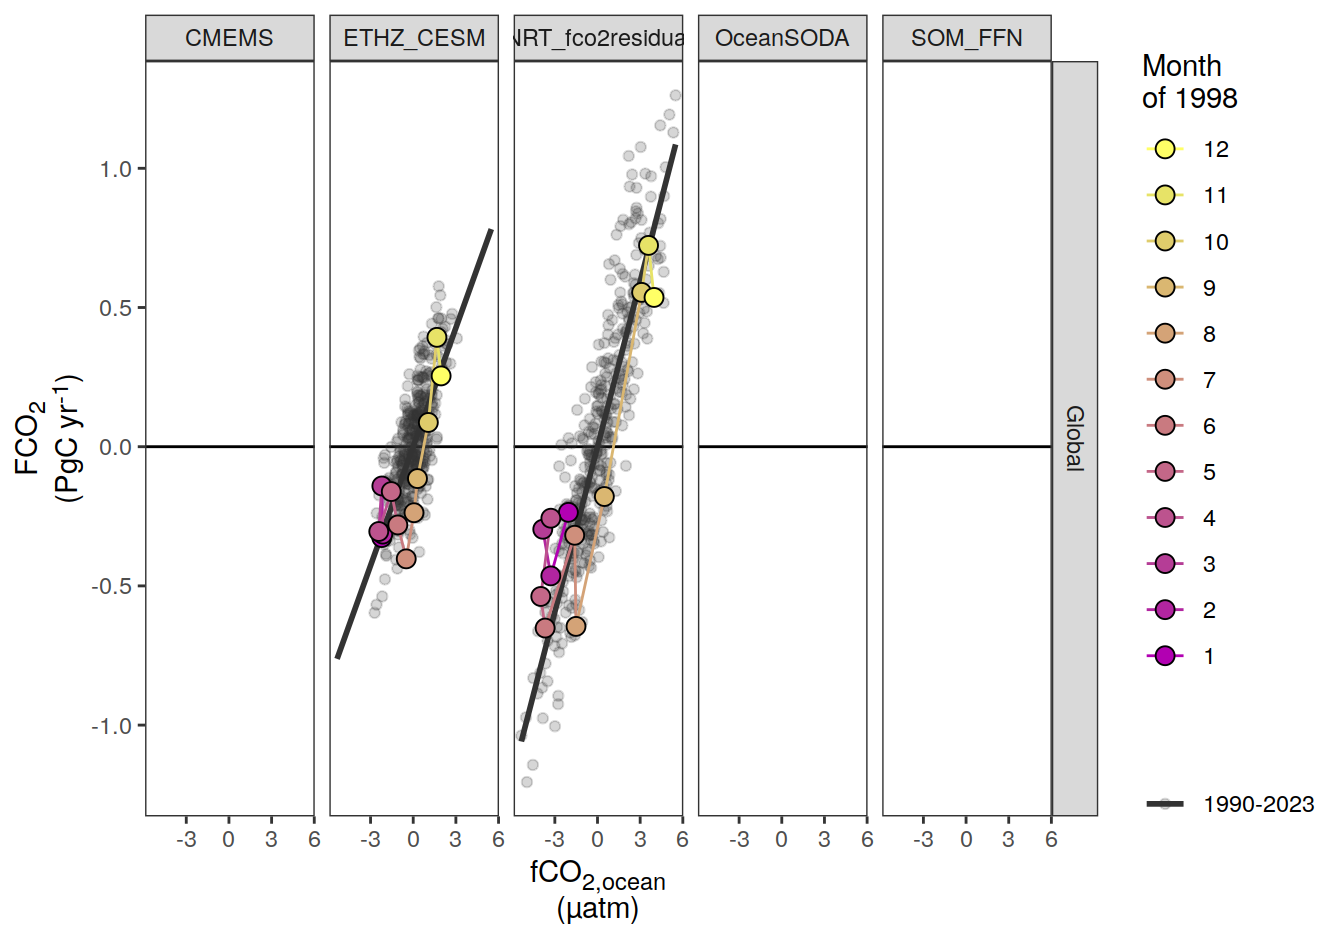 CMEMS
ETHZ_CESM
NRT_fco2residua
OceanSODA
SOM_FFN
Global
FCO2
(PgC yr-1)
1.0
0.5
0.0
-0.5
-1.0
-3 0 3 6
-3 0 3 6
-3 0 3 6
-3 0 3 6
-3 0 3 6
fCO2,ocean
(µatm)
Month
of 1998
12
11
10
9
8
7
6
5
4
3
2
1
1990-2023